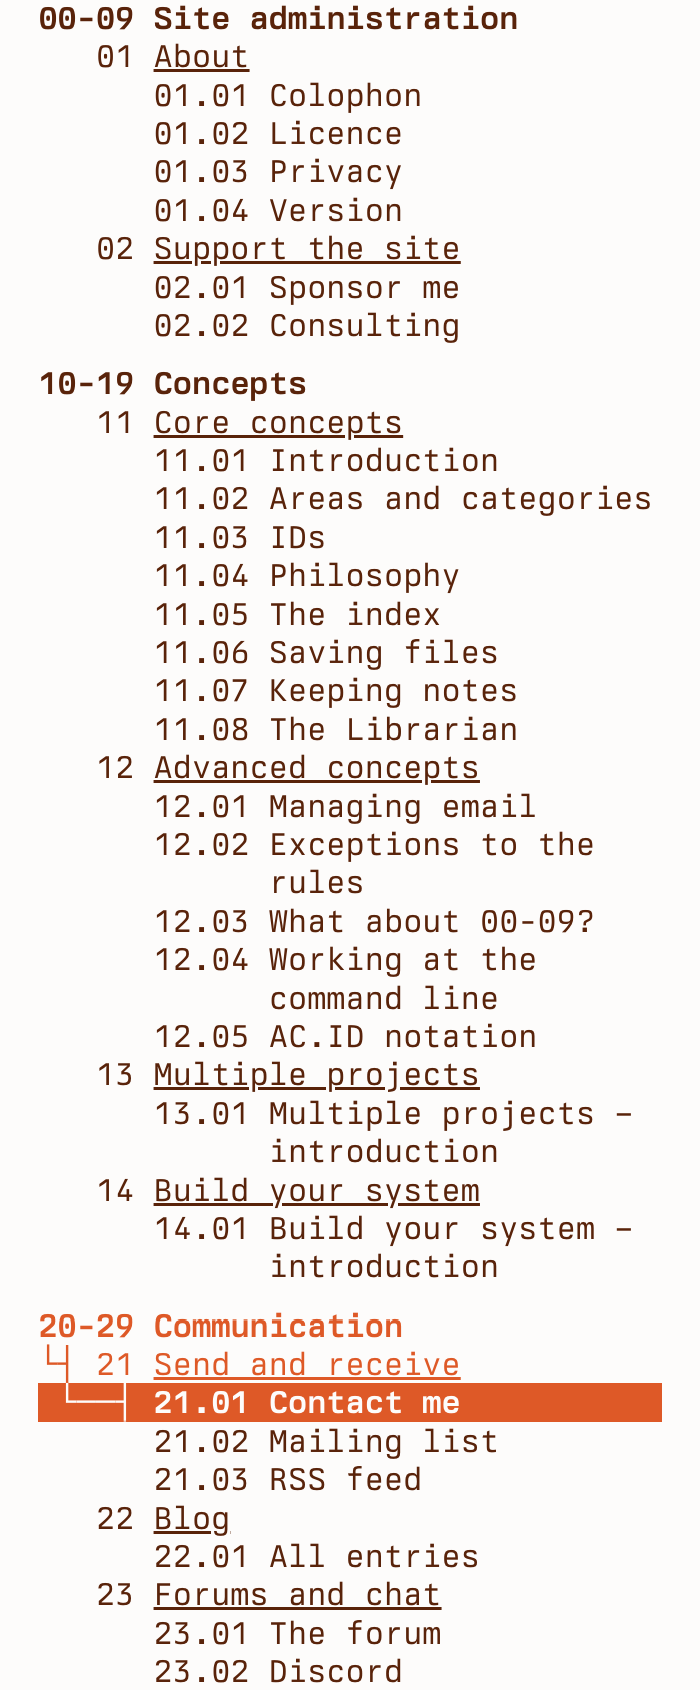 00-09 Site administration
01 About
01.01 Colophon
01.02 Licence
01.03 Privacy
01.04 Version
02 Support the site
02.01 Sponsor me
02.02 Consulting
10-19 Concepts
11 Core concepts
11.01 Introduction
11.02 Areas and categories
11.03 IDs
11.04 Philosophy
11.05 The index
11.06 Saving files
11.07 Keeping notes
11.08 The Librarian
12 Advanced concepts
12.01 Managing email
12.02 Exceptions to the
rules
12.03 What about 00-09?
12.04 Working at the
command line
12.05 AC.ID notation
13 Multiple projects
13.01 Multiple projects –
introduction
14 Build your system
14.01 Build your system –
introduction
20-29 Communication
21 Send and receive
21.01 Contact me
21.02 Mailing list
21.03 RSS feed
22 Blog
22.01 All entries
23 Forums and chat
23.01 The forum
23.02 Discord